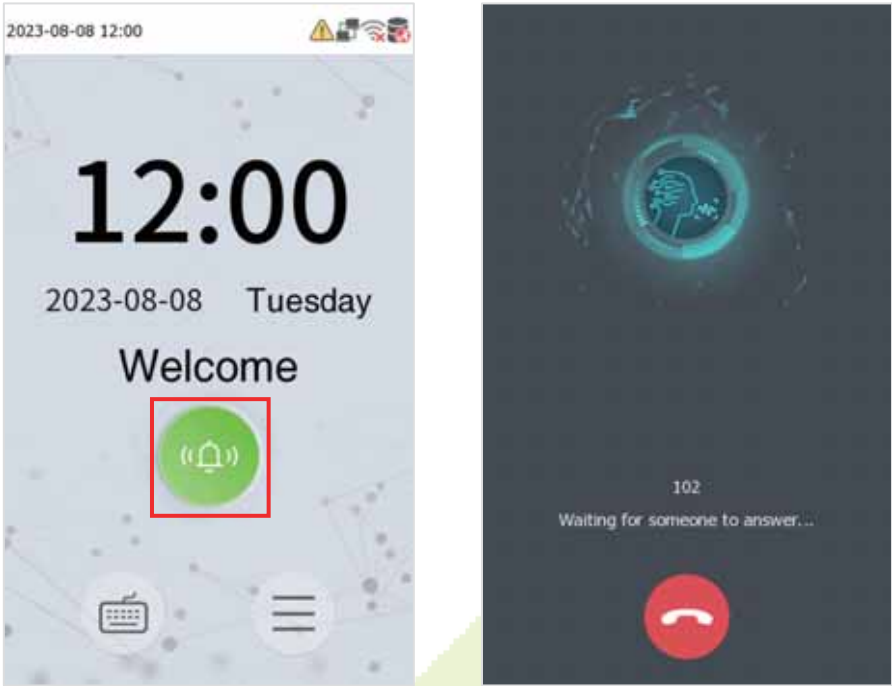 2023-08-08 12:00
12:00
2023-08-08 Tuesday
Welcome
102
Waiting for someone to answer...